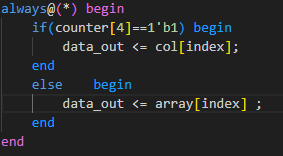 always@(*) begin
    if(counter[4]==1'b1) begin
        data_out <= col[index];
    end
    else    begin
        data_out <= array[index] ;
    end
end